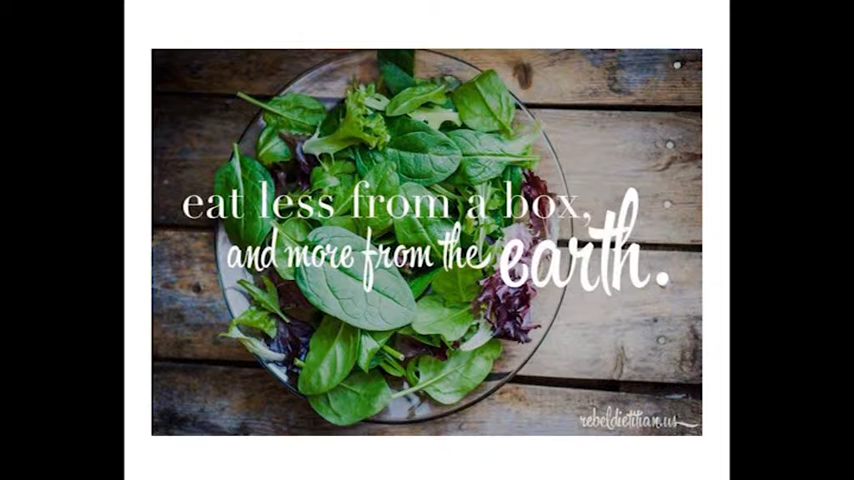 eat less from a box,
and more from the earth.
rebeldietitian.us